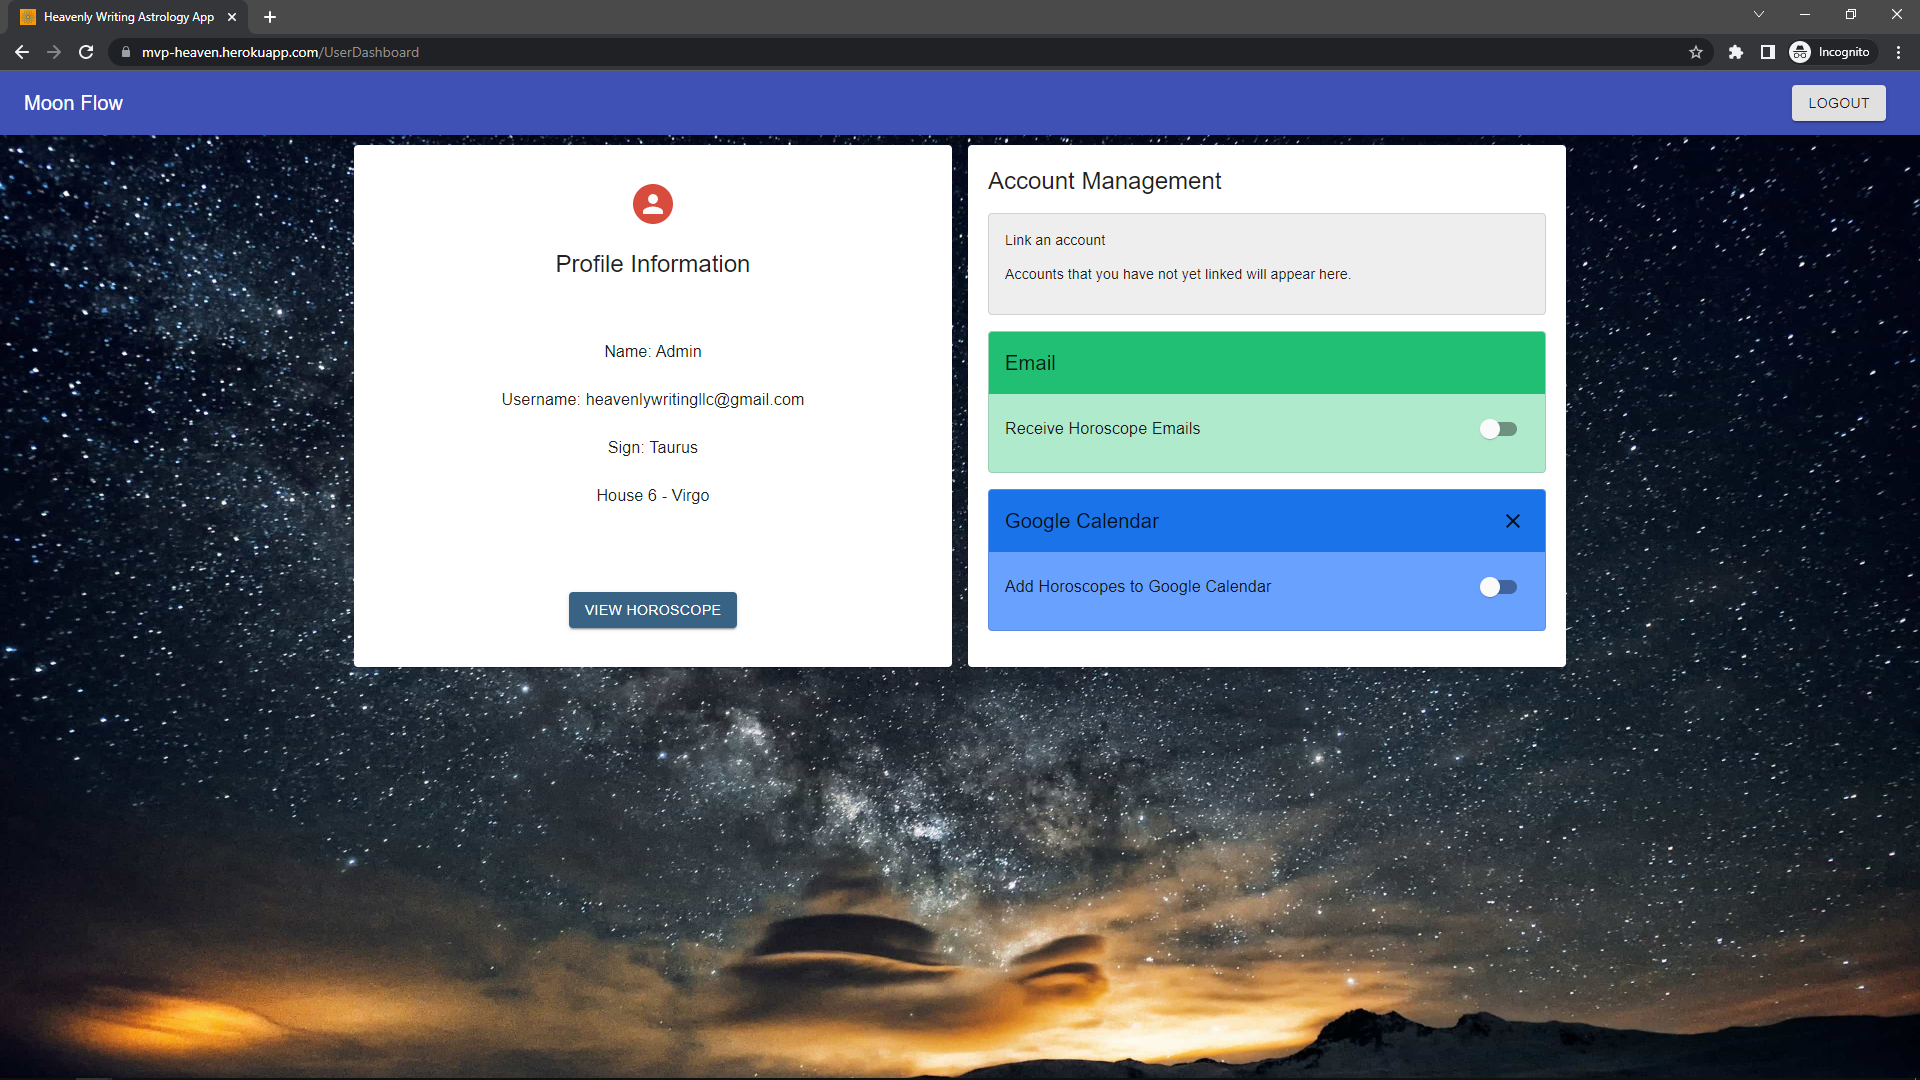 Heavenly Writing Astrology App
mvp-heaven.herokuapp.com/UserDashboard
Incognito
Moon Flow
LOGOUT
Profile Information
Name: Admin
Username: heavenlywritingllc@gmail.com
Sign: Taurus
House 6 - Virgo
VIEW HOROSCOPE
Account Management
Link an account
Accounts that you have not yet linked will appear here.
Email
Receive Horoscope Emails
Google Calendar
Add Horoscopes to Google Calendar